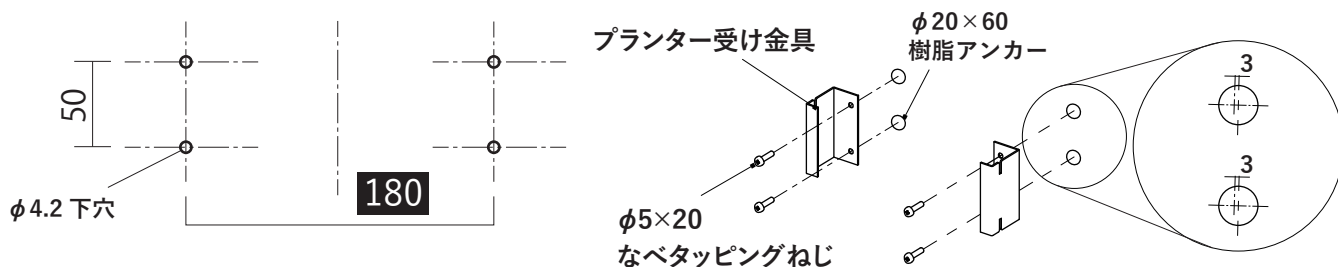 50
φ4.2 下穴
180
プランター受け金具
φ20×60
樹脂アンカー
φ5×20
なべタッピングねじ
3
3